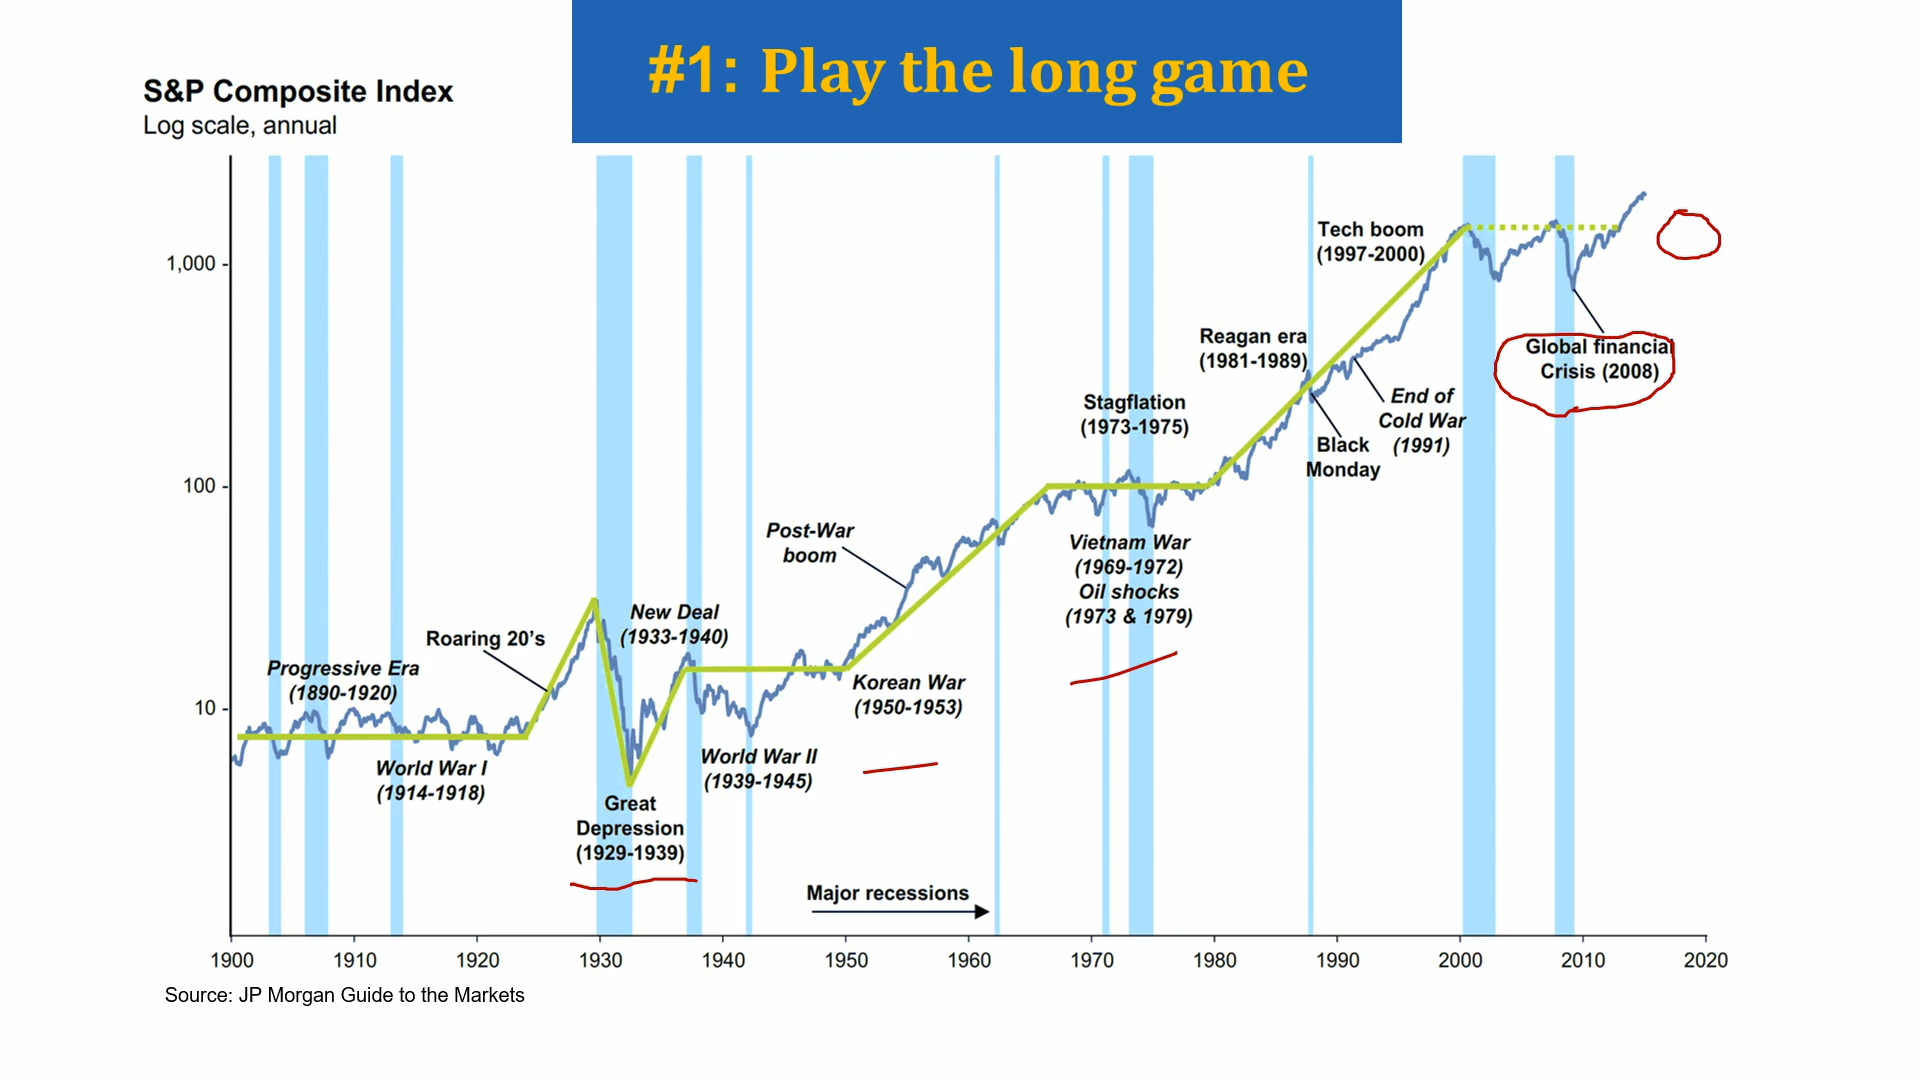 #1: Play the long game
S&P Composite Index
Log scale, annual
1,000
100
10
Progressive Era
(1890-1920)
World War I
(1914-1918)
Roaring 20’s
Great
Depression
(1929-1939)
New Deal
(1933-1940)
World War II
(1939-1945)
Post-War
boom
Korean War
(1950-1953)
Major recessions
Stagflation
(1973-1975)
Vietnam War
(1969-1972)
Oil shocks
(1973 & 1979)
Reagan era
(1981-1989)
Black
Monday
End of
Cold War
(1991)
Tech boom
(1997-2000)
Global financial
Crisis (2008)
1900 1910 1920 1930 1940 1950 1960 1970 1980 1990 2000 2010 2020
Source: JP Morgan Guide to the Markets